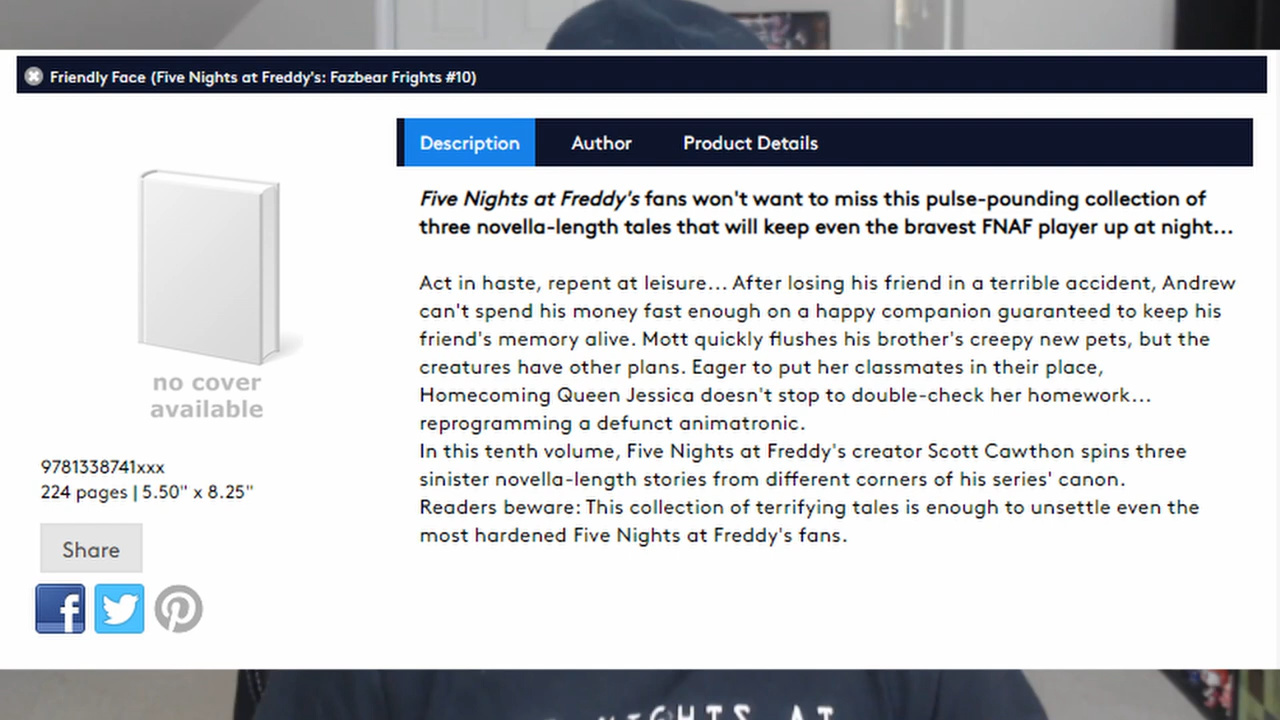 Friendly Face (Five Nights at Freddy's: Fazbear Frights #10)
Description
Author
Product Details
Five Nights at Freddy's fans won't want to miss this pulse-pounding collection of
three novella-length tales that will keep even the bravest FNAF player up at night...
Act in haste, repent at leisure... After losing his friend in a terrible accident, Andrew
can't spend his money fast enough on a happy companion guaranteed to keep his
friend's memory alive. Mott quickly flushes his brother's creepy new pets, but the
creatures have other plans. Eager to put her classmates in their place,
Homecoming Queen Jessica doesn't stop to double-check her homework...
reprogramming a defunct animatronic.
In this tenth volume, Five Nights at Freddy's creator Scott Cawthon spins three
sinister novella-length stories from different corners of his series' canon.
Readers beware: This collection of terrifying tales is enough to unsettle even the
most hardened Five Nights at Freddy's fans.
no cover
available
9781338741xxx
224 pages | 5.50" x 8.25"
Share
NIGHTS AT